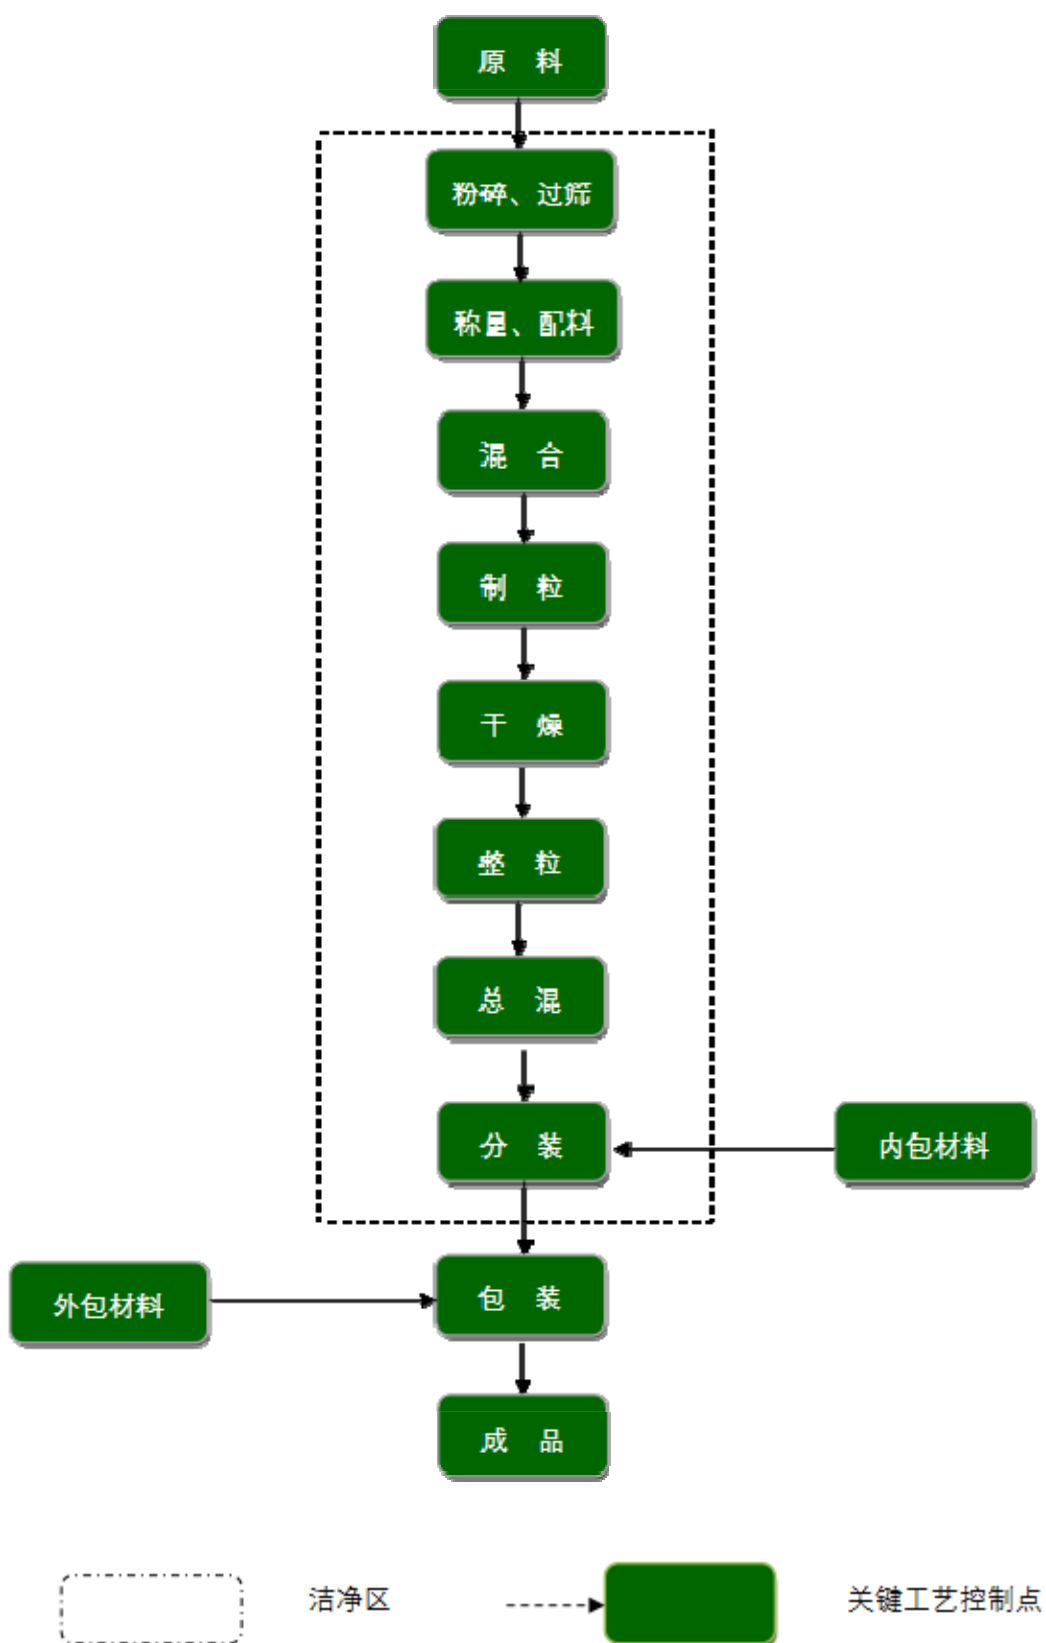 原 料
粉碎、过筛
称量、配料
混 合
制 粒
干 燥
整 粒
总 混
分 装
内包材料
外包材料
包 装
成 品
洁净区
关键工艺控制点